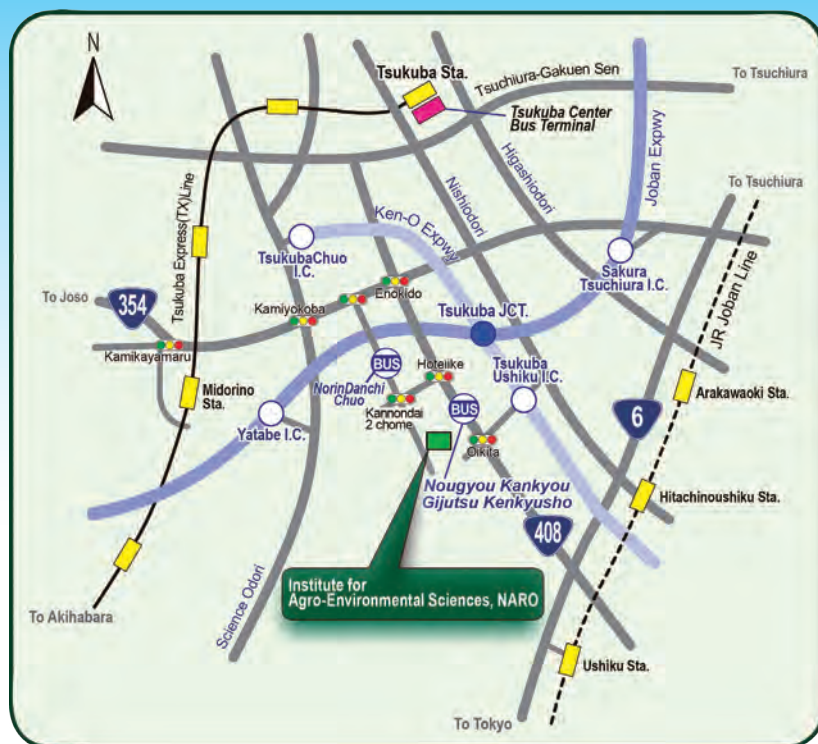 N
Tsukuba Sta.
Tsuchiura-Gakuen Sen
To Tsuchiura
Tsukuba Center
Bus Terminal
Higashiodori
Nishiodori
Joban Expwy
To Tsuchiura
Tsukuba Express(TX)Line
Ken-O Expwy
TsukubaChuo
I.C.
Sakura
Tsuchiura I.C.
JR Joban Line
To Joso
354
Kamiyokoba
Enokido
Tsukuba JCT.
Kamikayamaru
Midorino
Sta.
BUS
NorinDanchi
Chuo
Hoteiike
Tsukuba
Ushiku I.C.
Arakawaoki Sta.
Kannondai
2 chome
BUS
6
Yatabe I.C.
Oikita
Nougyou Kankyou
Gijutsu Kenkyusho
Hitachinoushiku Sta.
408
Institute for
Agro-Environmental Sciences, NARO
Science Odori
To Akihabara
Ushiku Sta.
To Tokyo